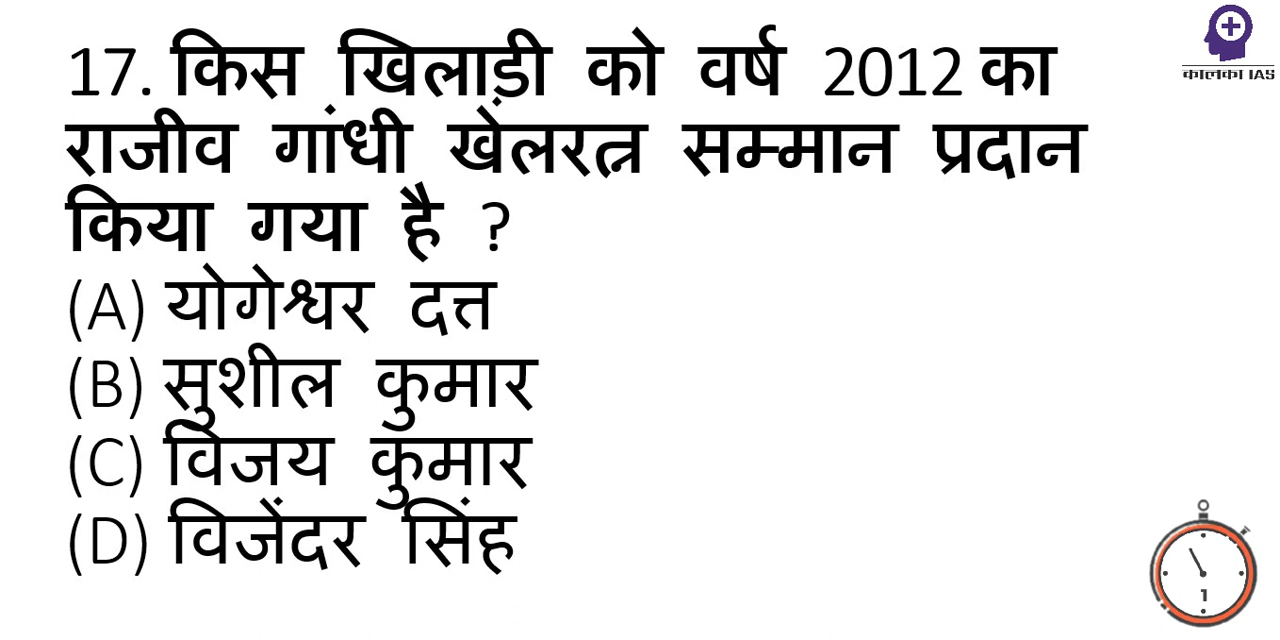 17. किस खिलाड़ी को वर्ष 2012 का
राजीव गांधी खेलरत्न सम्मान प्रदान
किया गया है ?
(A) योगेश्वर दत्त
(B) सुशील कुमार
(C) विजय कुमार
(D) विजेंदर सिंह
कालका IAS
1